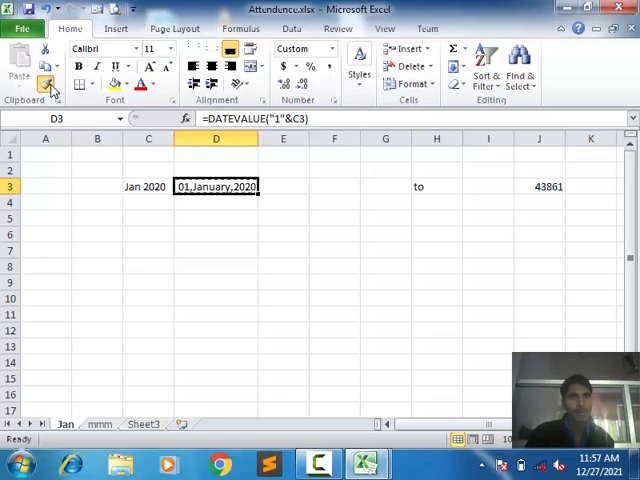 Attendence.xlsx - Microsoft Excel
File Home Insert Page Layout Formulas Data Review View Team
Paste Calibri 11 Custom Insert Σ
B I U A A Styles Delete Sort & Find &
A $ % , Format Filter Select
Clipboard Font Alignment Number Cells Editing
D3 fx =DATEVALUE("1"&C3)
A B C D E F G H I J K
1
2
3 Jan 2020 01,January,2020 to 43861
4
5
6
7
8
9
10
11
12
13
14
15
16
17
Jan mmm Sheet3
Ready
11:57 AM
12/27/2021